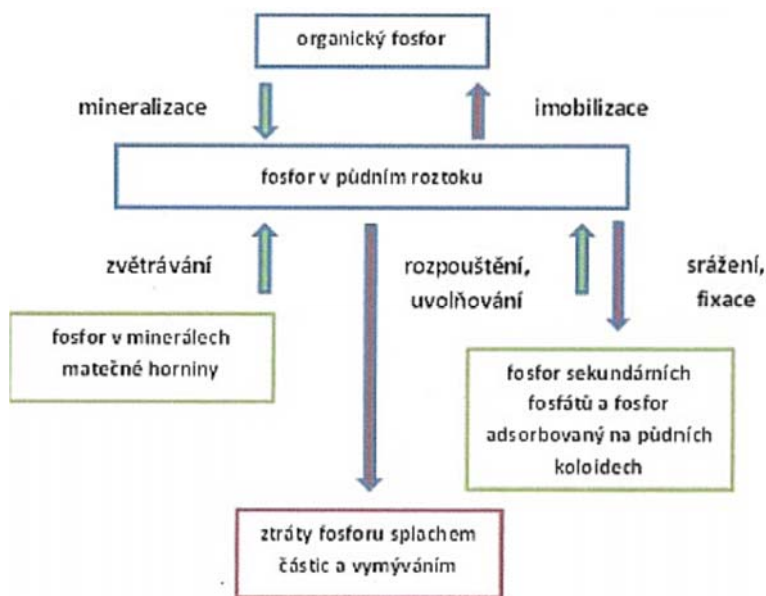 organický fosfor
mineralizace
imobilizace
fosfor v půdním roztoku
zvětrávání
rozpouštění,
uvolňování
srážení,
fixace
fosfor v minerálech
matečné horniny
fosfor sekundárních
fosfátů a fosfor
adsorbovaný na půdních
koloidech
ztráty fosforu splachem
částic a vymýváním